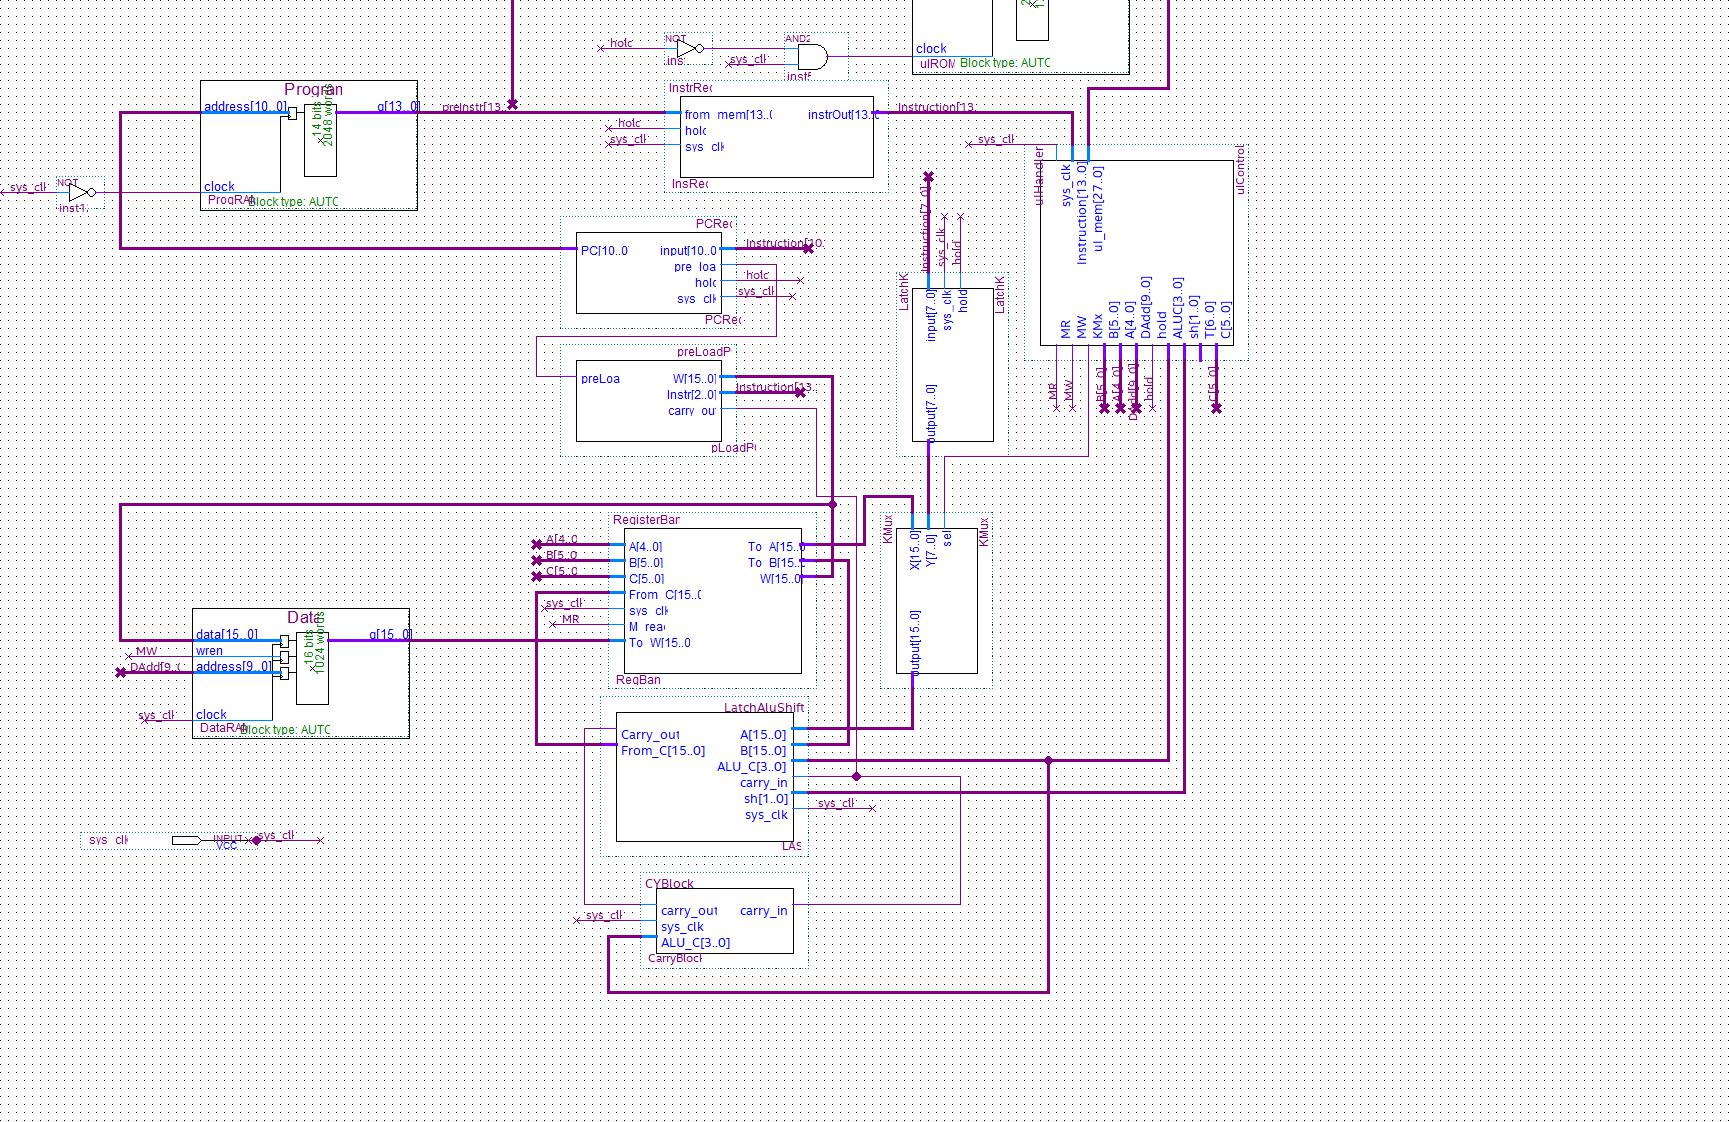 holc
NOT
ins
AND2
sys_clk
instf
clock
uIROM Block type: AUTO
Program
address[10..0]
q[13..0]
14 bits
2048 words
clock
ProgRAM
Block type: AUTO
sys_clk
NOT
inst1
preInstr[13..
InstrReg
from_mem[13..0
hold
sys_clk
instrOut[13..0
holc
sys_clk
InsReg
Instruction[13..
sys_clk
uIHandler
uIControl
sys_clk
Instruction[13..0]
uI_mem[27..0]
MR
MW
KMx
B[5..0]
A[4..0]
DAdd[9..0]
hold
ALUC[3..0]
sh[1..0]
T[6..0]
C[5..0]
MR
MW
B[5..0]
A[4..0]
DAdd[9..0]
hold
C[5..0]
PCReg
PC[10..0
input[10..0
pre_loa
holc
sys_clk
Instruction[10..
holc
sys_clk
PCReg
preLoadP
preLoa
W[15..0]
Instr[2..0]
carry_out
Instruction[13..
pLoadPc
Instruction[7..0]
sys_clk
hold
LatchK
LatchK
input[7..0]
sys_clk
hold
output[7..0]
RegisterBan
A[4..0
B[5..0
C[5..0
A[4..0]
B[5..0]
C[5..0]
From_C[15..0
sys_clk
M_read
To_W[15..0
To_A[15..0
To_B[15..
W[15..0]
sys_clk
MR
RegBan
KMux
KMux
X[15..0]
Y[7..0]
sel
output[15..0]
Data
data[15..0]
wren
address[9..0]
q[15..0]
16 bits
1024 words
MW
DAdd[9..
clock
sys_clk
DataRAM
Block type: AUTO
LatchAluShift
Carry_out
From_C[15..0]
A[15..0]
B[15..0]
ALU_C[3..0]
carry_in
sh[1..0]
sys_clk
sys_clk
LAS
sys_clk
INPUT
VCC
sys_clk
CYBlock
carry_out
sys_clk
ALU_C[3..0]
carry_in
sys_clk
CarryBlock